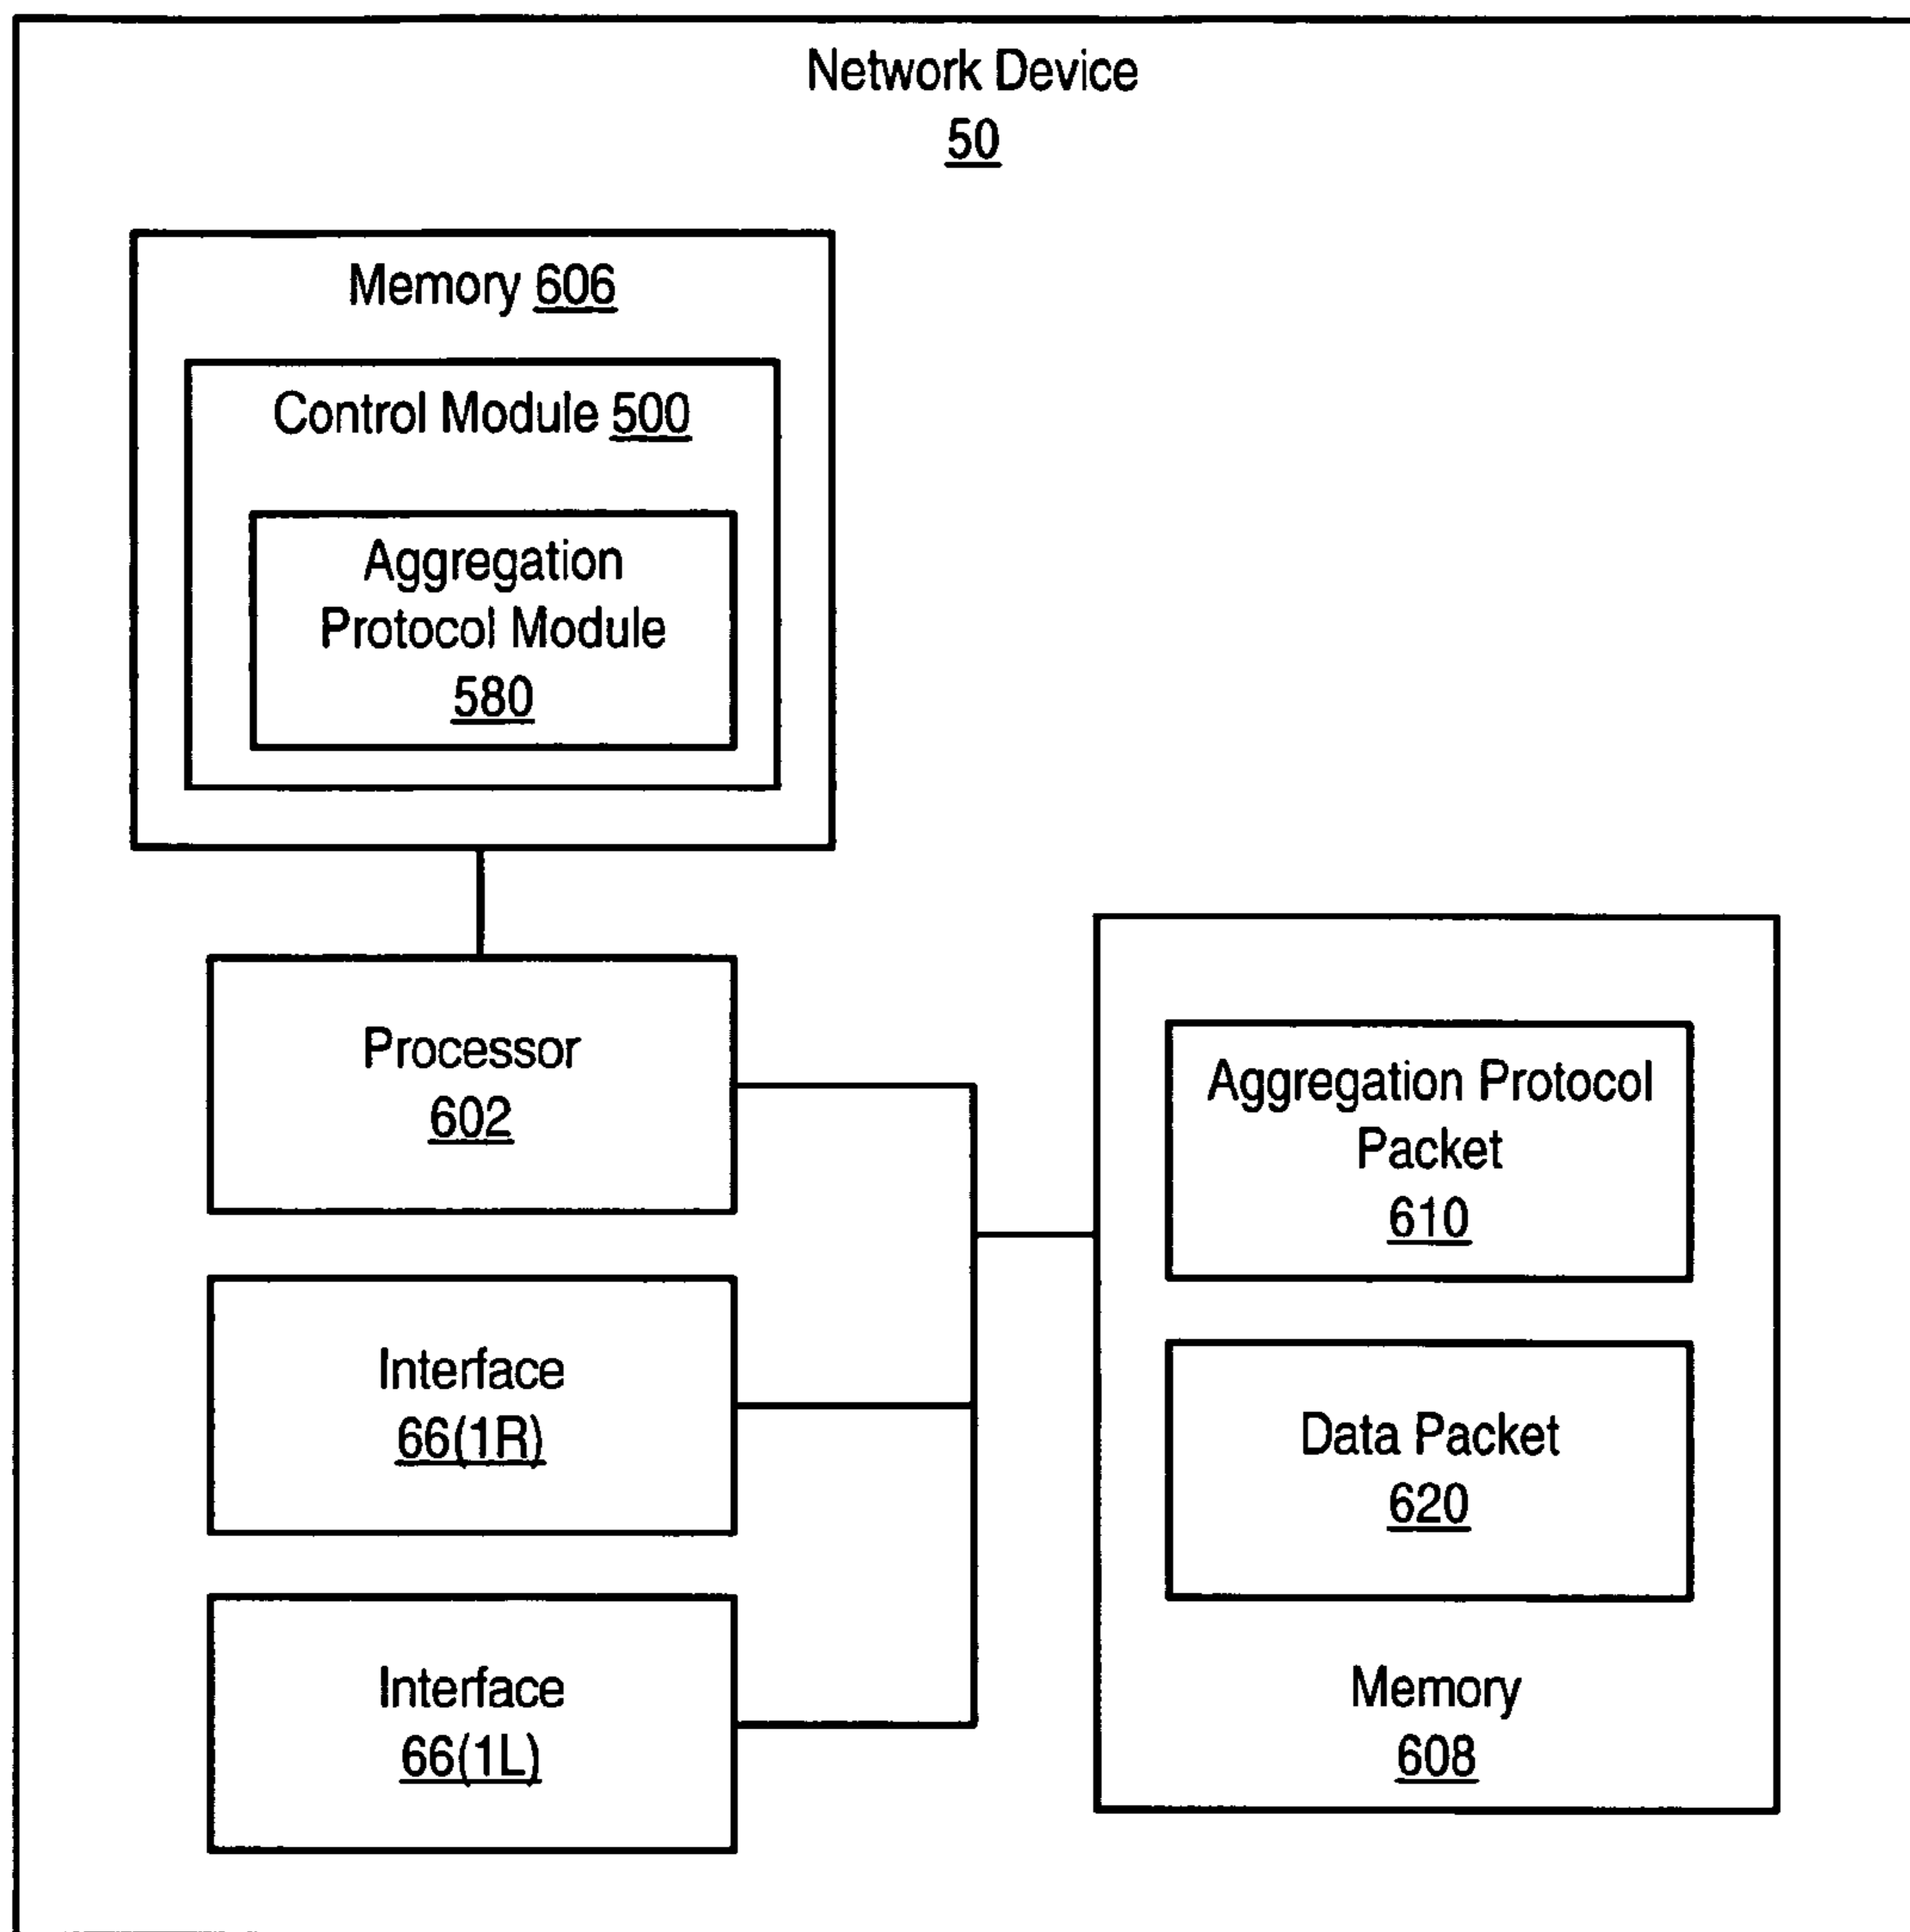 Network Device
50
Memory 606
Control Module 500
Aggregation
Protocol Module
580
Processor
602
Interface
66(1R)
Interface
66(1L)
Aggregation Protocol
Packet
610
Data Packet
620
Memory
608